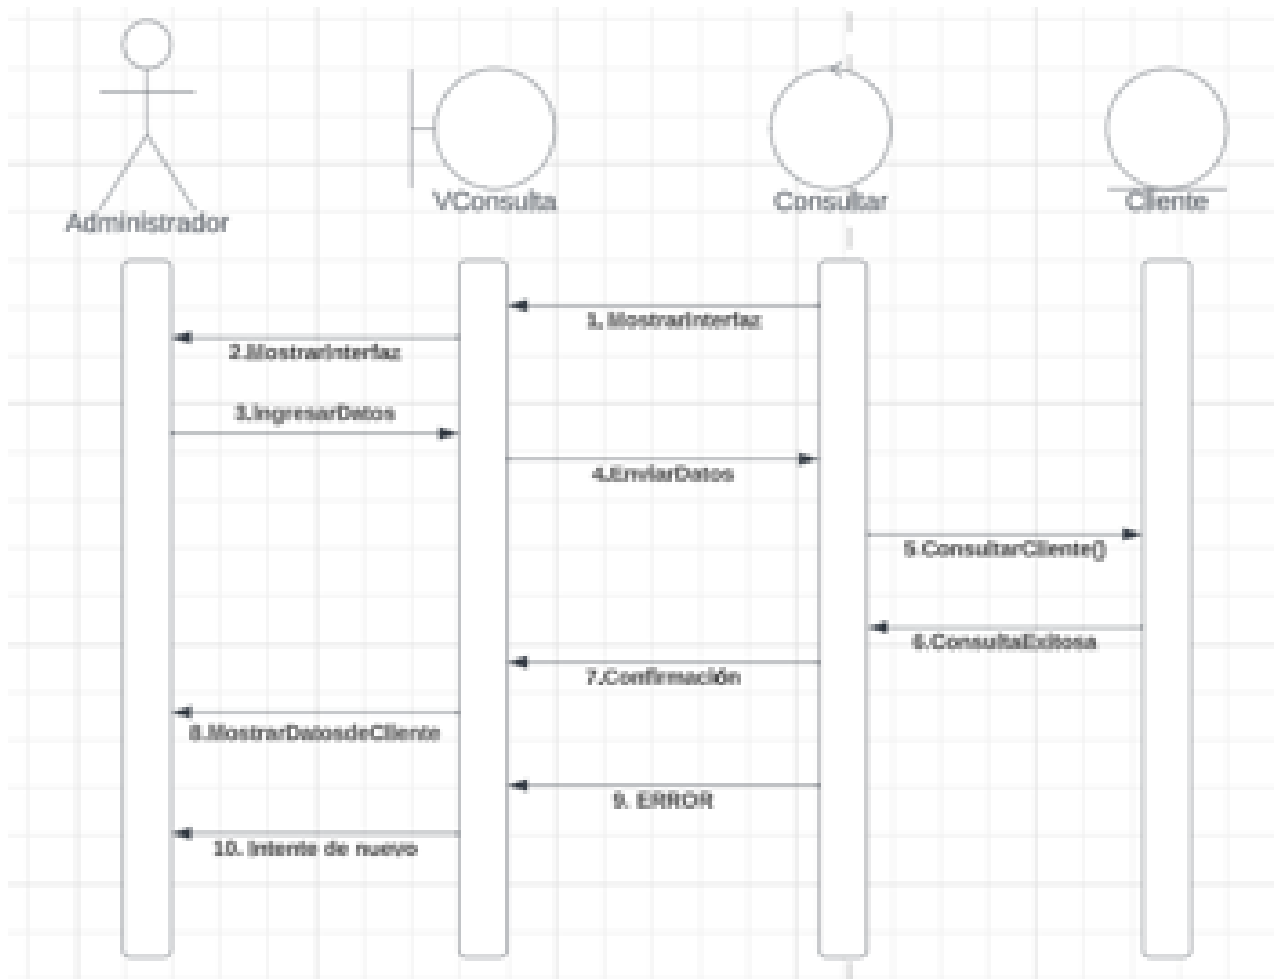 VConsulta
Consultar
Cliente
Administrador
1. MostrarInterfaz
2.MostrarInterfaz
3.IngresarDatos
4.EnviarDatos
5.ConsultarCliente()
6.ConsultaExitosa
7.Confirmación
8.MostrarDatosdeCliente
9. ERROR
10. Intente de nuevo